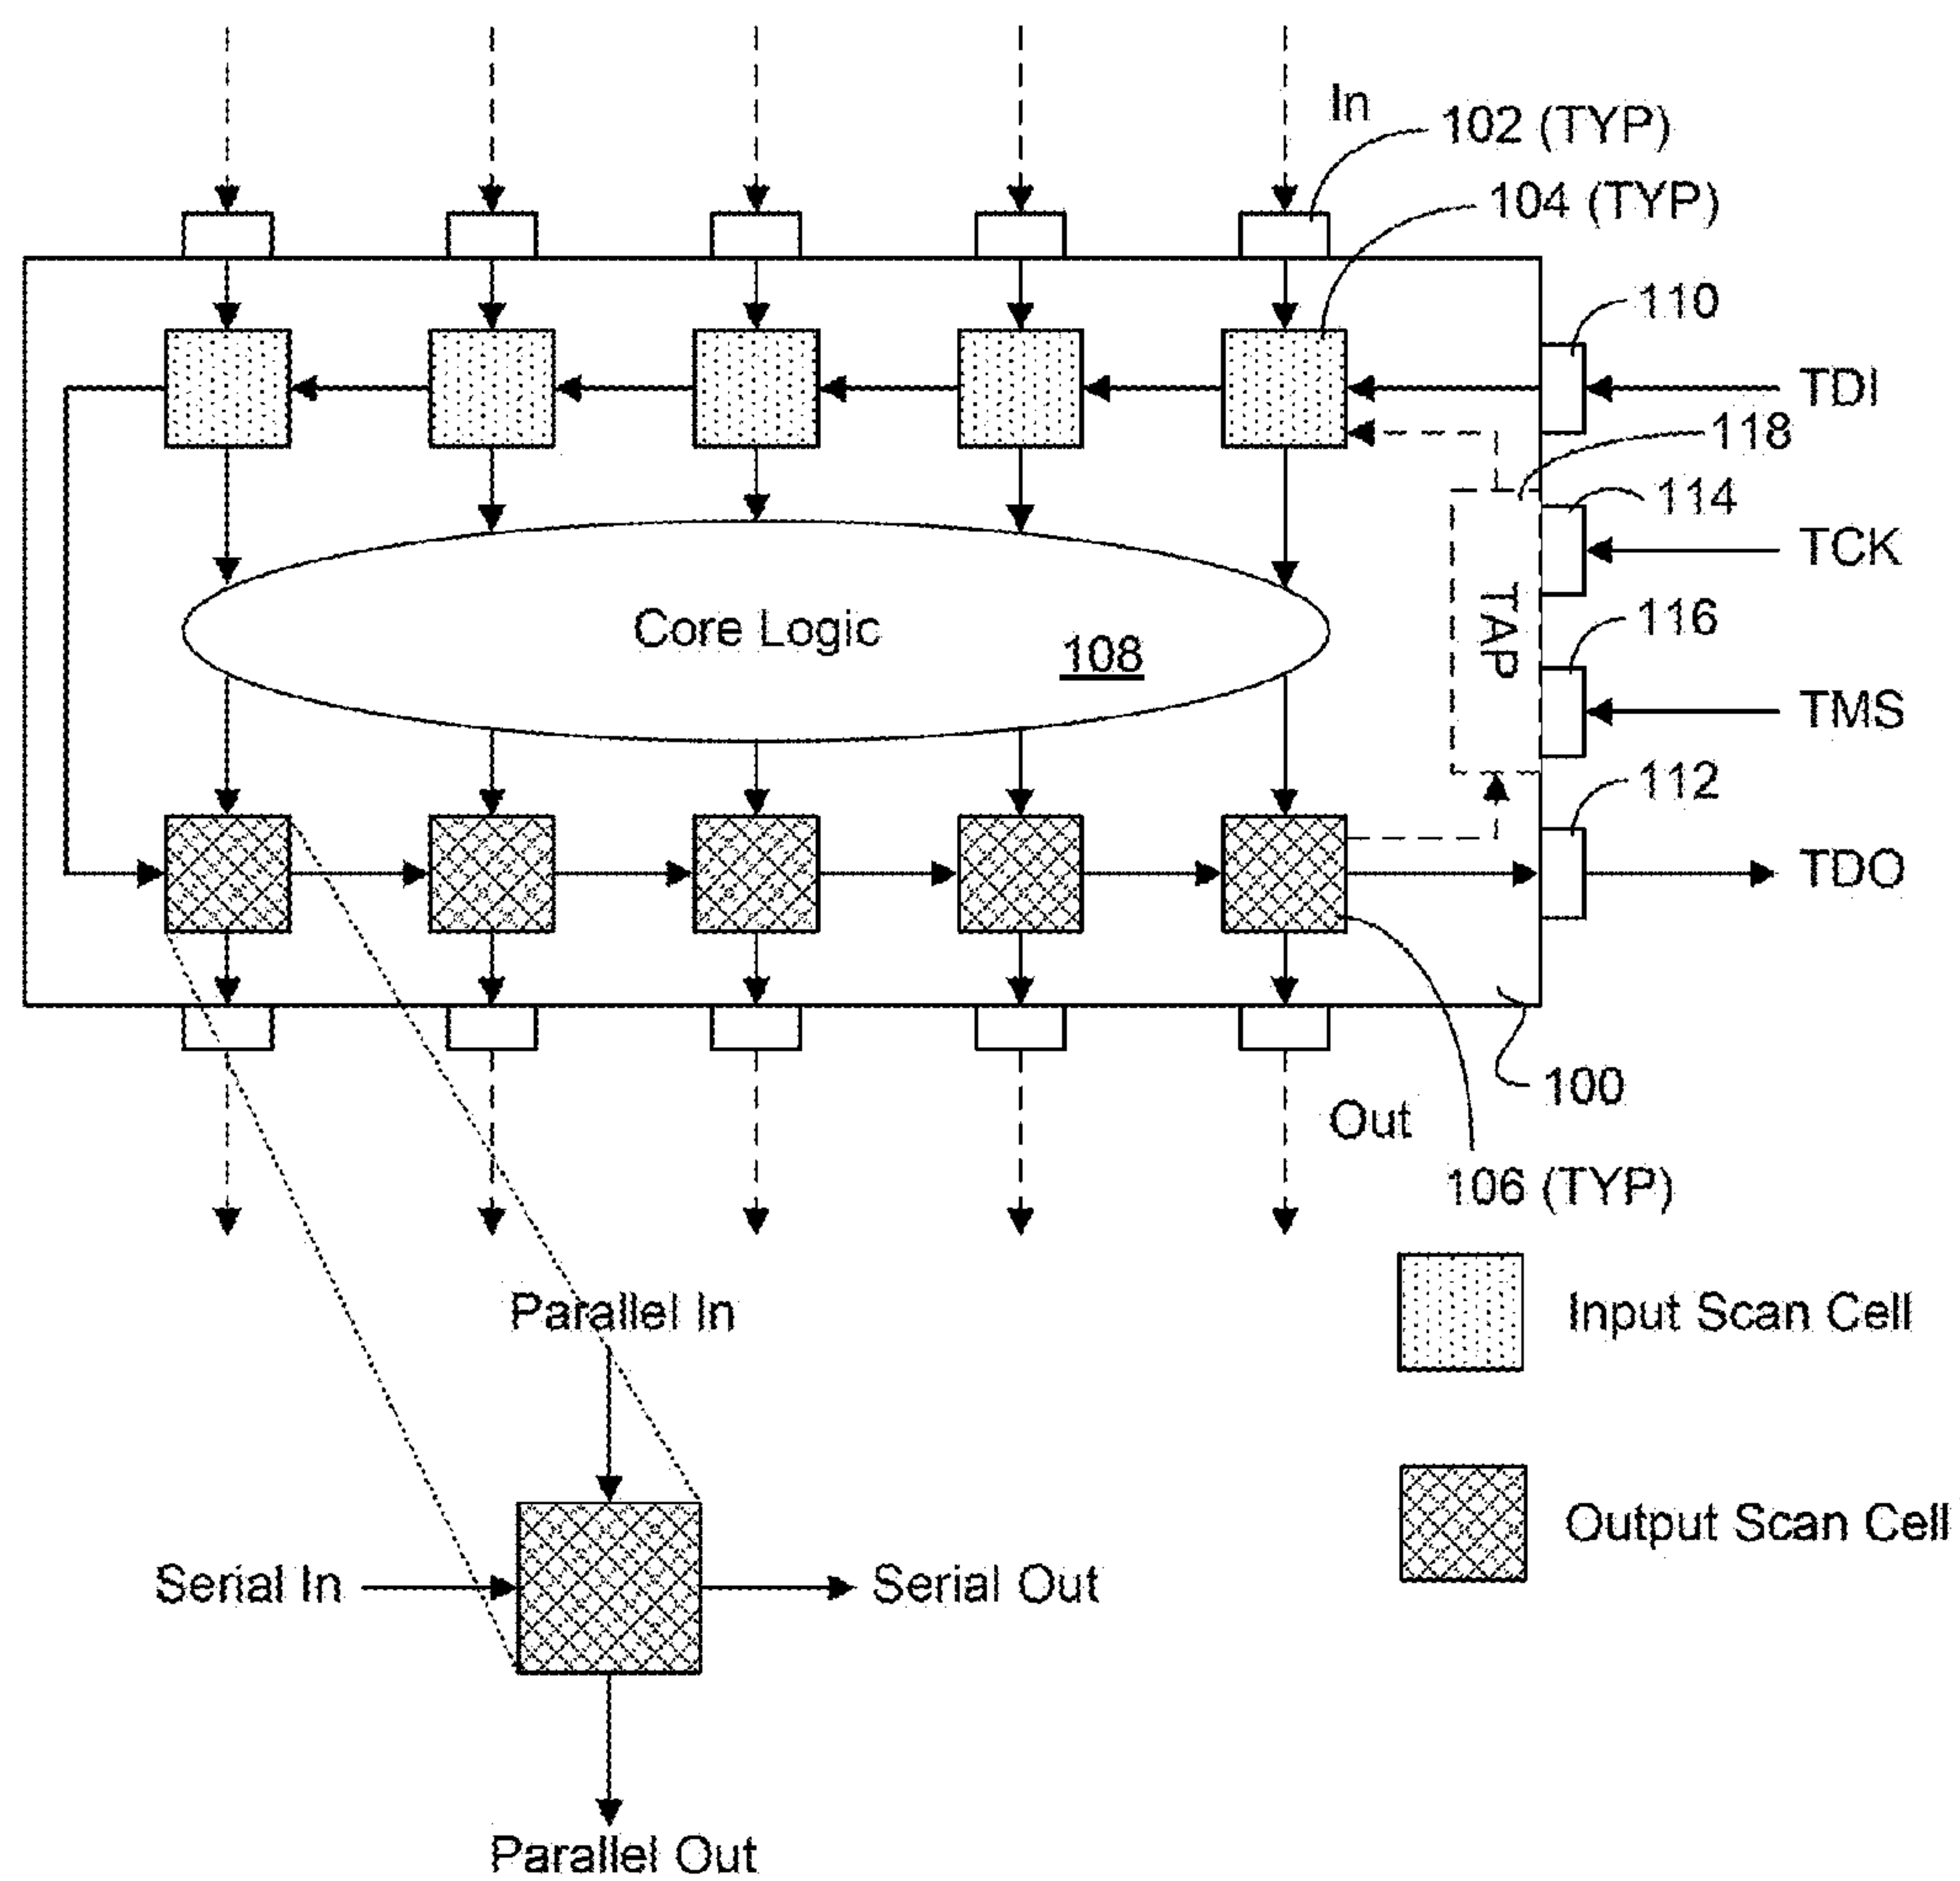 In
102 (TYP)
104 (TYP)
110
TDI
118
114
TCK
TAP
116
Core Logic
108
TMS
112
TDO
100
Out
106 (TYP)
Parallel In
Input Scan Cell
Output Scan Cell
Serial In
Serial Out
Parallel Out